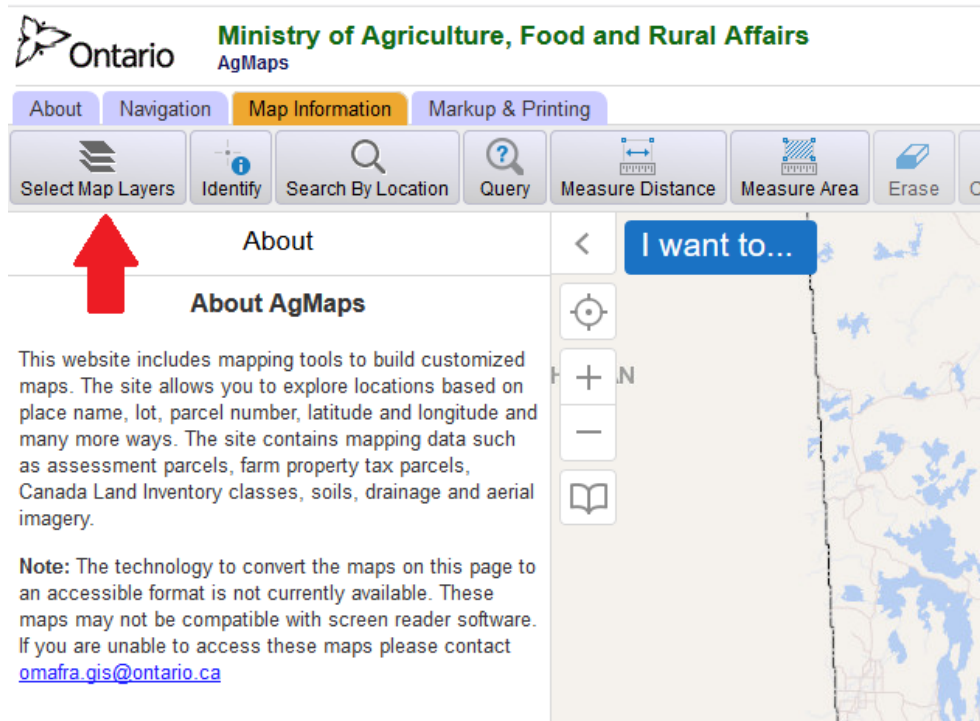 Ontario
Ministry of Agriculture, Food and Rural Affairs
AgMaps
About Navigation Map Information Markup & Printing
Select Map Layers Identify Search By Location Query Measure Distance Measure Area Erase
About
I want to...
About AgMaps
This website includes mapping tools to build customized
maps. The site allows you to explore locations based on
place name, lot, parcel number, latitude and longitude and
many more ways. The site contains mapping data such
as assessment parcels, farm property tax parcels,
Canada Land Inventory classes, soils, drainage and aerial
imagery.
Note: The technology to convert the maps on this page to
an accessible format is not currently available. These
maps may not be compatible with screen reader software.
If you are unable to access these maps please contact
omafra.gis@ontario.ca